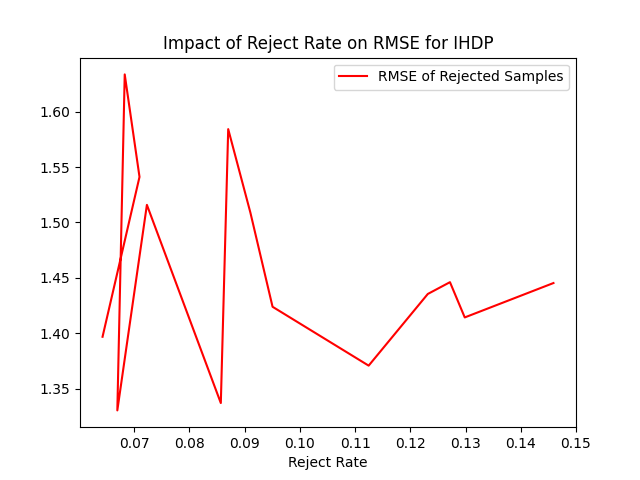 Impact of Reject Rate on RMSE for IHDP
RMSE of Rejected Samples
1.60
1.55
1.50
1.45
1.40
1.35
0.07 0.08 0.09 0.10 0.11 0.12 0.13 0.14 0.15
Reject Rate